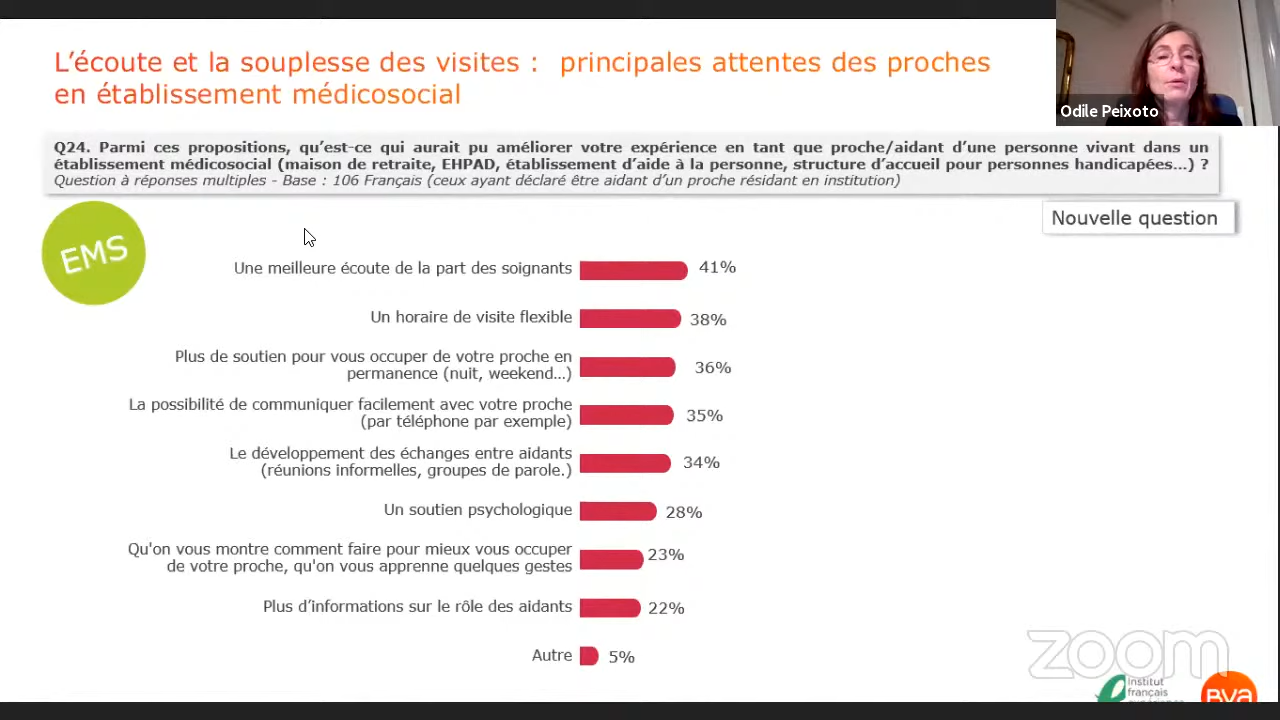 L'écoute et la souplesse des visites :  principales attentes des proches
en établissement médicosocial
Odile Peixoto
Q24. Parmi ces propositions, qu'est-ce qui aurait pu améliorer votre expérience en tant que proche/aidant d'une personne vivant dans un
établissement médicosocial (maison de retraite, EHPAD, établissement d'aide à la personne, structure d'accueil pour personnes handicapées…) ?
Question à réponses multiples - Base : 106 Français (ceux ayant déclaré être aidant d'un proche résidant en institution)
Nouvelle question
EMS
Une meilleure écoute de la part des soignants 41%
Un horaire de visite flexible 38%
Plus de soutien pour vous occuper de votre proche en
permanence (nuit, weekend…) 36%
La possibilité de communiquer facilement avec votre proche
(par téléphone par exemple) 35%
Le développement des échanges entre aidants
(réunions informelles, groupes de parole.) 34%
Un soutien psychologique 28%
Qu'on vous montre comment faire pour mieux vous occuper
de votre proche, qu'on vous apprenne quelques gestes 23%
Plus d'informations sur le rôle des aidants 22%
Autre 5%
zoom
Institut
français
BVA